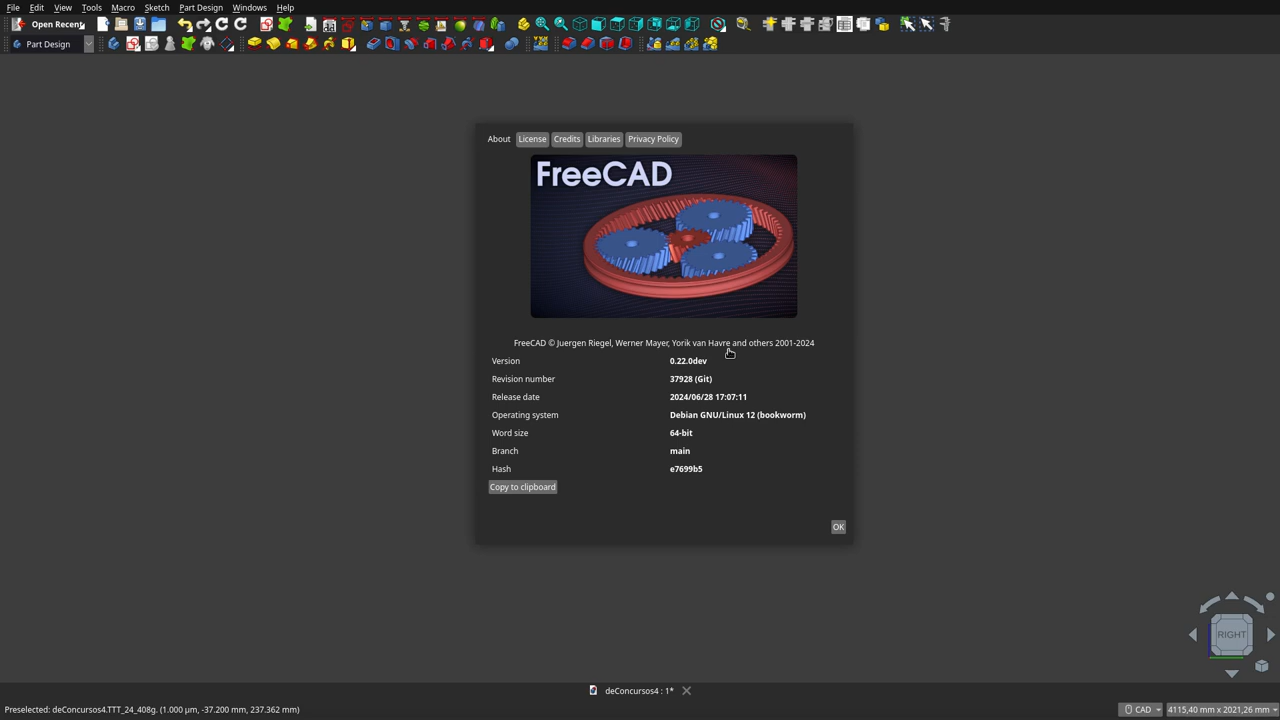 File Edit View Tools Macro Sketch Part Design Windows Help
Open Recent
Part Design
About License Credits Libraries Privacy Policy
FreeCAD
FreeCAD © Juergen Riegel, Werner Mayer, Yorik van Havre and others 2001-2024
Version 0.22.0dev
Revision number 37928 (Git)
Release date 2024/06/28 17:07:11
Operating system Debian GNU/Linux 12 (bookworm)
Word size 64-bit
Branch main
Hash e7699b5
Copy to clipboard
OK
RIGHT
deConcursos4 : 1*
Preselected: deConcursos4.TTT_24_408g. (1.000 µm, -37.200 mm, 237.362 mm) CAD 4115,40 mm x 2021,26 mm